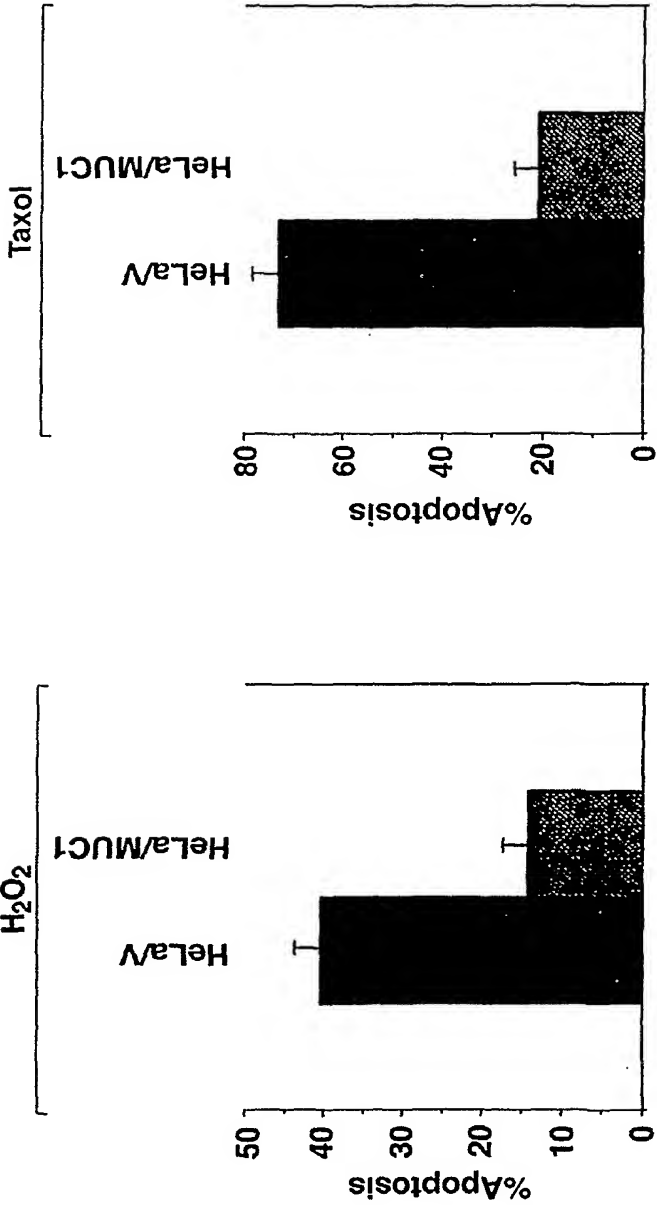 H₂O₂
HeLa/V
HeLa/MUC1
%Apoptosis
50
40
30
20
10
0
Taxol
HeLa/V
HeLa/MUC1
%Apoptosis
80
60
40
20
0